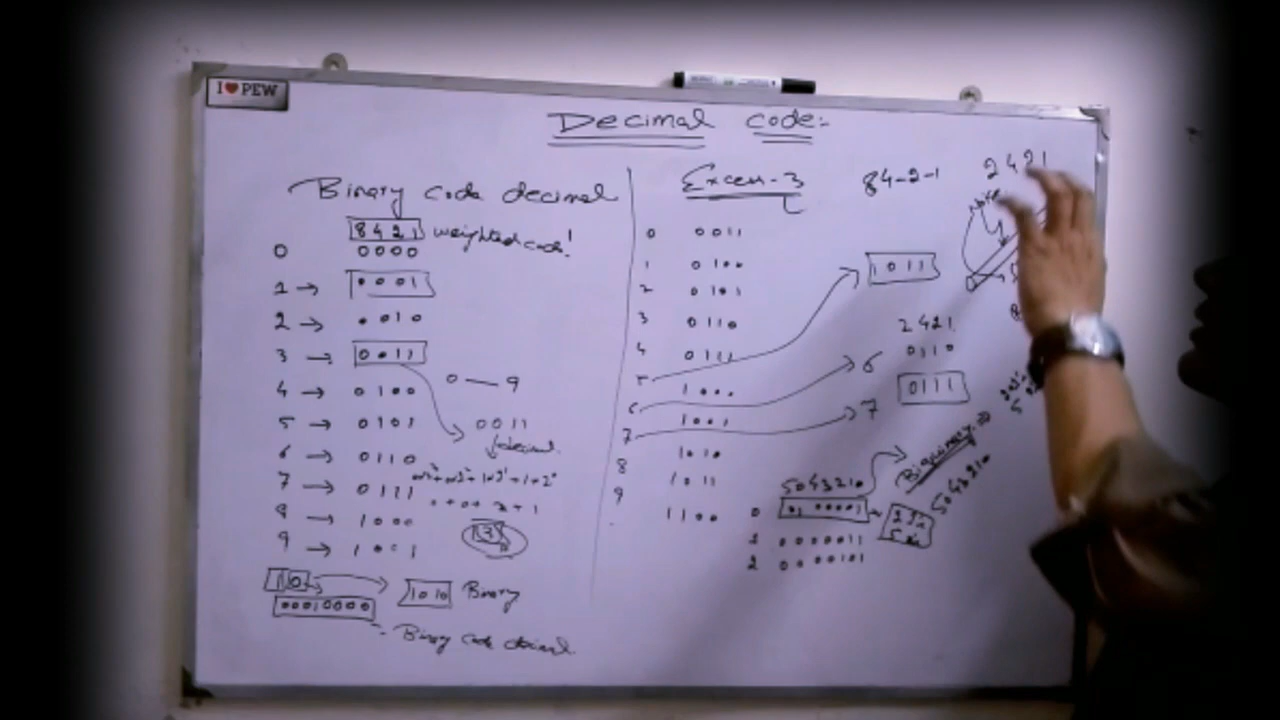 I ❤ PEW
Decimal code:-
Binary code decimal
8421 weighted code!
0 0000
1 → 0001
2 → 0010
3 → 0011
4 → 0100
0 — 9
5 → 0101
0011
6 → 0110
decimal
7 → 0111
8 → 1000
9 → 1001
10 → 1010 Binary
00010000
- Binary code decimal
Excess-3
0 0011
1 0100
2 0101
3 0110
4 0111
5 1000
6 1001
7 1010
8 1011
9 1100
84-2-1
1011
2421
0110
6
0111
7
2421
Biquinary ⇒
5043210
5043210
0 01 00001
1 0000011
2 0000101